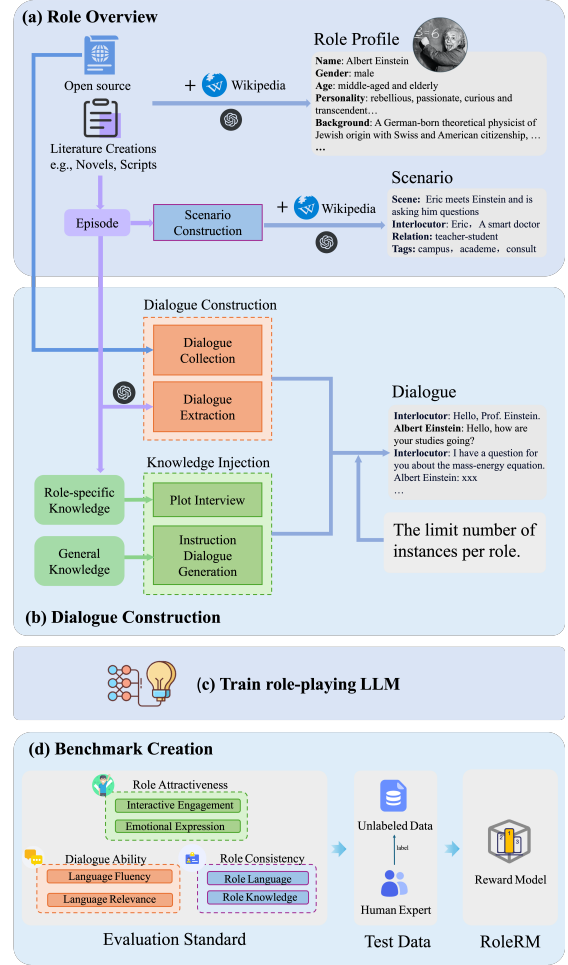 (a) Role Overview
Open source
Literature Creations
e.g., Novels, Scripts
+ Wikipedia
Role Profile
3=6
Name: Albert Einstein
Gender: male
Age: middle-aged and elderly
Personality: rebellious, passionate, curious and
transcendent…
Background: A German-born theoretical physicist of
Jewish origin with Swiss and American citizenship, …
…
Episode
Scenario
Construction
+ Wikipedia
Scenario
Scene: Eric meets Einstein and is
asking him questions
Interlocutor: Eric, A smart doctor
Relation: teacher-student
Tags: campus, academe, consult
Dialogue Construction
Dialogue
Collection
Dialogue
Extraction
Knowledge Injection
Role-specific
Knowledge
Plot Interview
General
Knowledge
Instruction
Dialogue
Generation
Dialogue
Interlocutor: Hello, Prof. Einstein.
Albert Einstein: Hello, how are
your studies going?
Interlocutor: I have a question for
you about the mass-energy equation.
Albert Einstein: xxx
…
The limit number of
instances per role.
(b) Dialogue Construction
(c) Train role-playing LLM
(d) Benchmark Creation
Role Attractiveness
Interactive Engagement
Emotional Expression
Dialogue Ability
Language Fluency
Language Relevance
Role Consistency
Role Language
Role Knowledge
Evaluation Standard
Unlabeled Data
label
Human Expert
Test Data
2 1 3
Reward Model
RoleRM